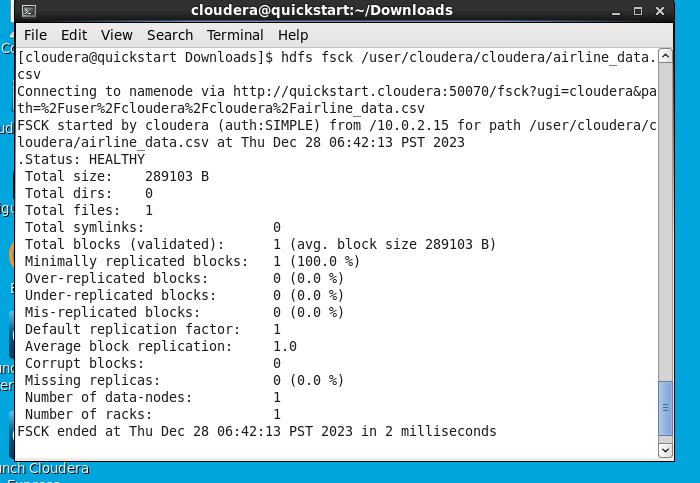 cloudera@quickstart:~/Downloads
File Edit View Search Terminal Help
[cloudera@quickstart Downloads]$ hdfs fsck /user/cloudera/cloudera/airline_data.
csv
Connecting to namenode via http://quickstart.cloudera:50070/fsck?ugi=cloudera&pa
th=%2Fuser%2Fcloudera%2Fcloudera%2Fairline_data.csv
FSCK started by cloudera (auth:SIMPLE) from /10.0.2.15 for path /user/cloudera/c
loudera/airline_data.csv at Thu Dec 28 06:42:13 PST 2023
.Status: HEALTHY
Total size: 289103 B
Total dirs: 0
Total files: 1
Total symlinks: 0
Total blocks (validated): 1 (avg. block size 289103 B)
Minimally replicated blocks: 1 (100.0 %)
Over-replicated blocks: 0 (0.0 %)
Under-replicated blocks: 0 (0.0 %)
Mis-replicated blocks: 0 (0.0 %)
Default replication factor: 1
Average block replication: 1.0
Corrupt blocks: 0
Missing replicas: 0 (0.0 %)
Number of data-nodes: 1
Number of racks: 1
FSCK ended at Thu Dec 28 06:42:13 PST 2023 in 2 milliseconds
unch Cloudera